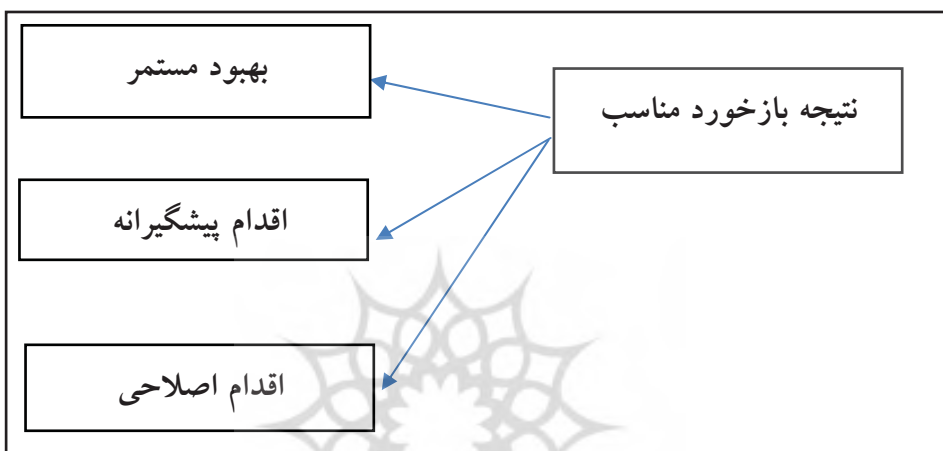 نتیجه بازخورد مناسب
بهبود مستمر
اقدام پیشگیرانه
اقدام اصلاحی